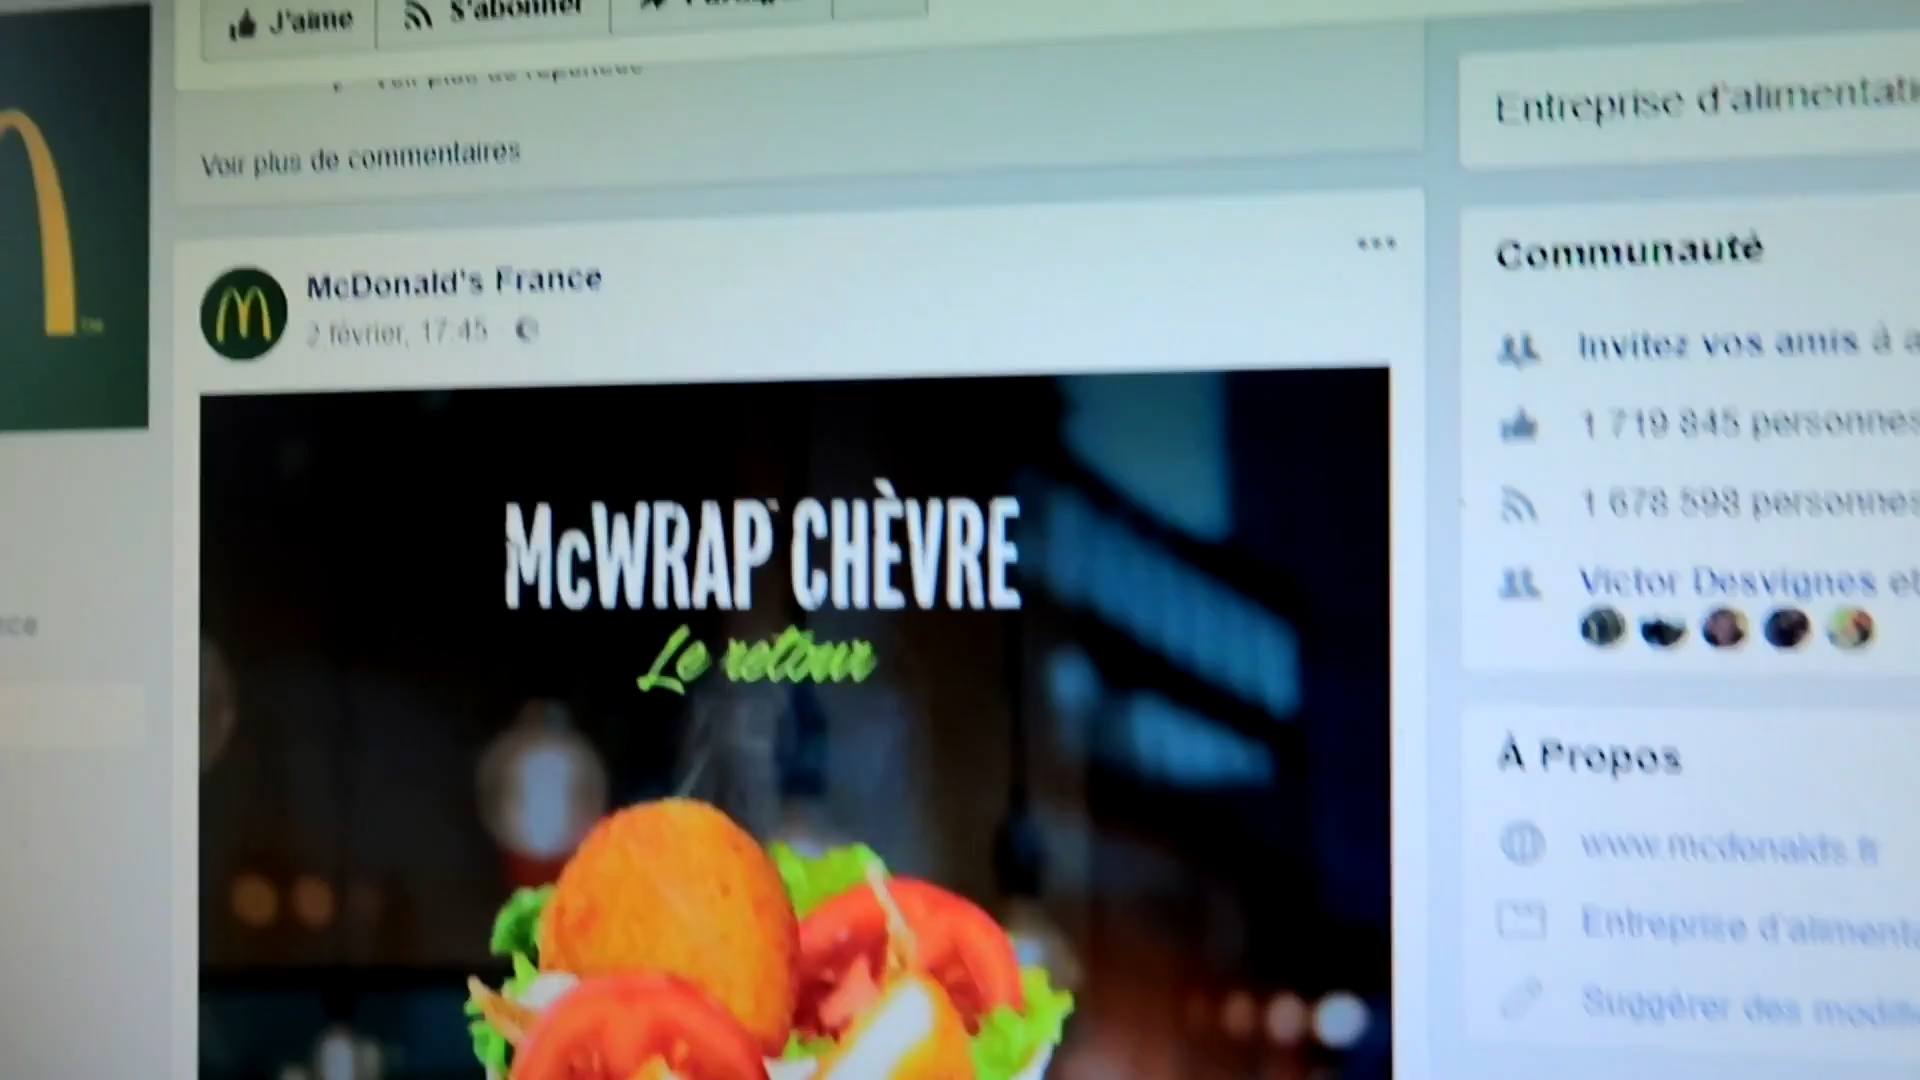 J'aime
S'abonner
Voir plus de commentaires
McDonald's France
2 février, 17:45
McWRAP CHÈVRE
Le retour
Entreprise d'alimentati
Communauté
Invitez vos amis à a
1 719 845 personnes
1 678 598 personnes
Victor Desvignes et
À Propos
www.mcdonalds.fr
Entreprise d'alimenta
Suggérer des modifi